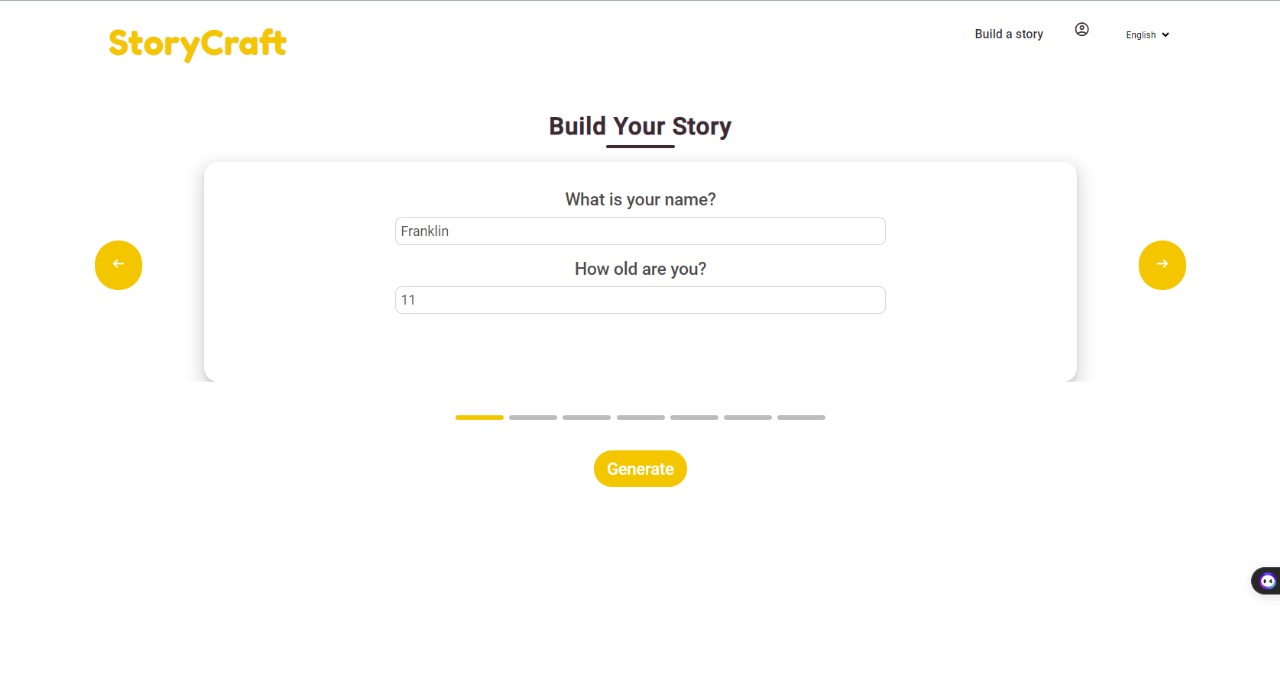 StoryCraft
Build a story
English
Build Your Story
What is your name?
Franklin
How old are you?
11
Generate